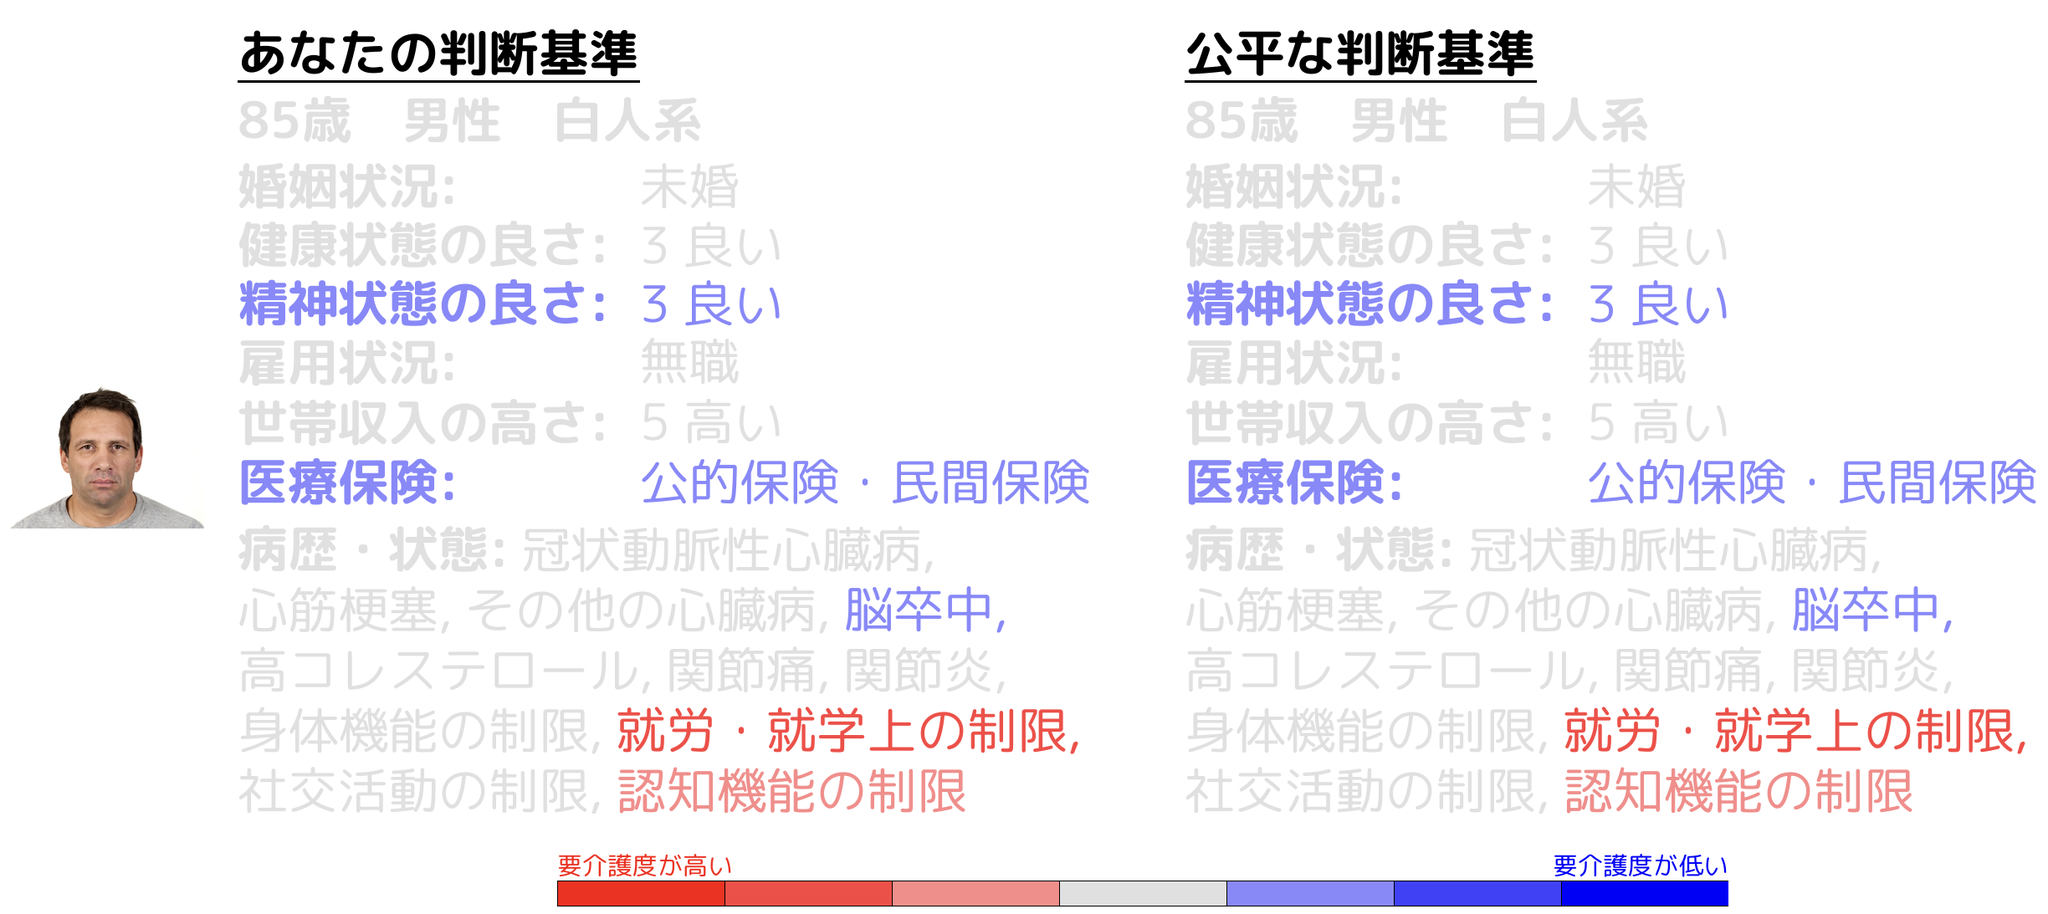 あなたの判断基準
85歳 男性 白人系
婚姻状況: 未婚
健康状態の良さ: 3 良い
精神状態の良さ: 3 良い
雇用状況: 無職
世帯収入の高さ: 5 高い
医療保険: 公的保険・民間保険
病歴・状態: 冠状動脈性心臓病,
心筋梗塞, その他の心臓病, 脳卒中,
高コレステロール, 関節痛, 関節炎,
身体機能の制限, 就労・就学上の制限,
社交活動の制限, 認知機能の制限
公平な判断基準
85歳 男性 白人系
婚姻状況: 未婚
健康状態の良さ: 3 良い
精神状態の良さ: 3 良い
雇用状況: 無職
世帯収入の高さ: 5 高い
医療保険: 公的保険・民間保険
病歴・状態: 冠状動脈性心臓病,
心筋梗塞, その他の心臓病, 脳卒中,
高コレステロール, 関節痛, 関節炎,
身体機能の制限, 就労・就学上の制限,
社交活動の制限, 認知機能の制限
要介護度が高い
要介護度が低い